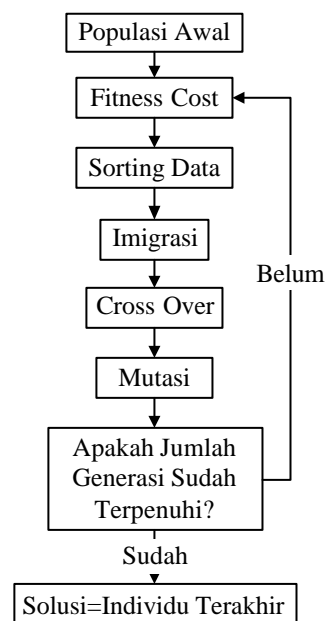 Populasi Awal
Fitness Cost
Sorting Data
Imigrasi
Belum
Cross Over
Mutasi
Apakah Jumlah
Generasi Sudah
Terpenuhi?
Sudah
Solusi=Individu Terakhir